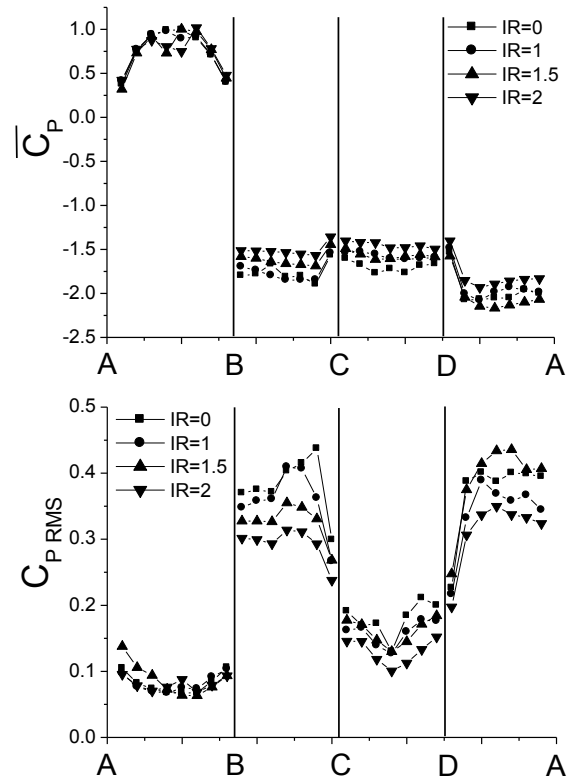 1.0
0.5
0.0
-0.5
-1.0
-1.5
-2.0
-2.5
C̅P
IR=0
IR=1
IR=1.5
IR=2
A B C D A
0.5
0.4
0.3
0.2
0.1
0.0
CP RMS
IR=0
IR=1
IR=1.5
IR=2
A B C D A